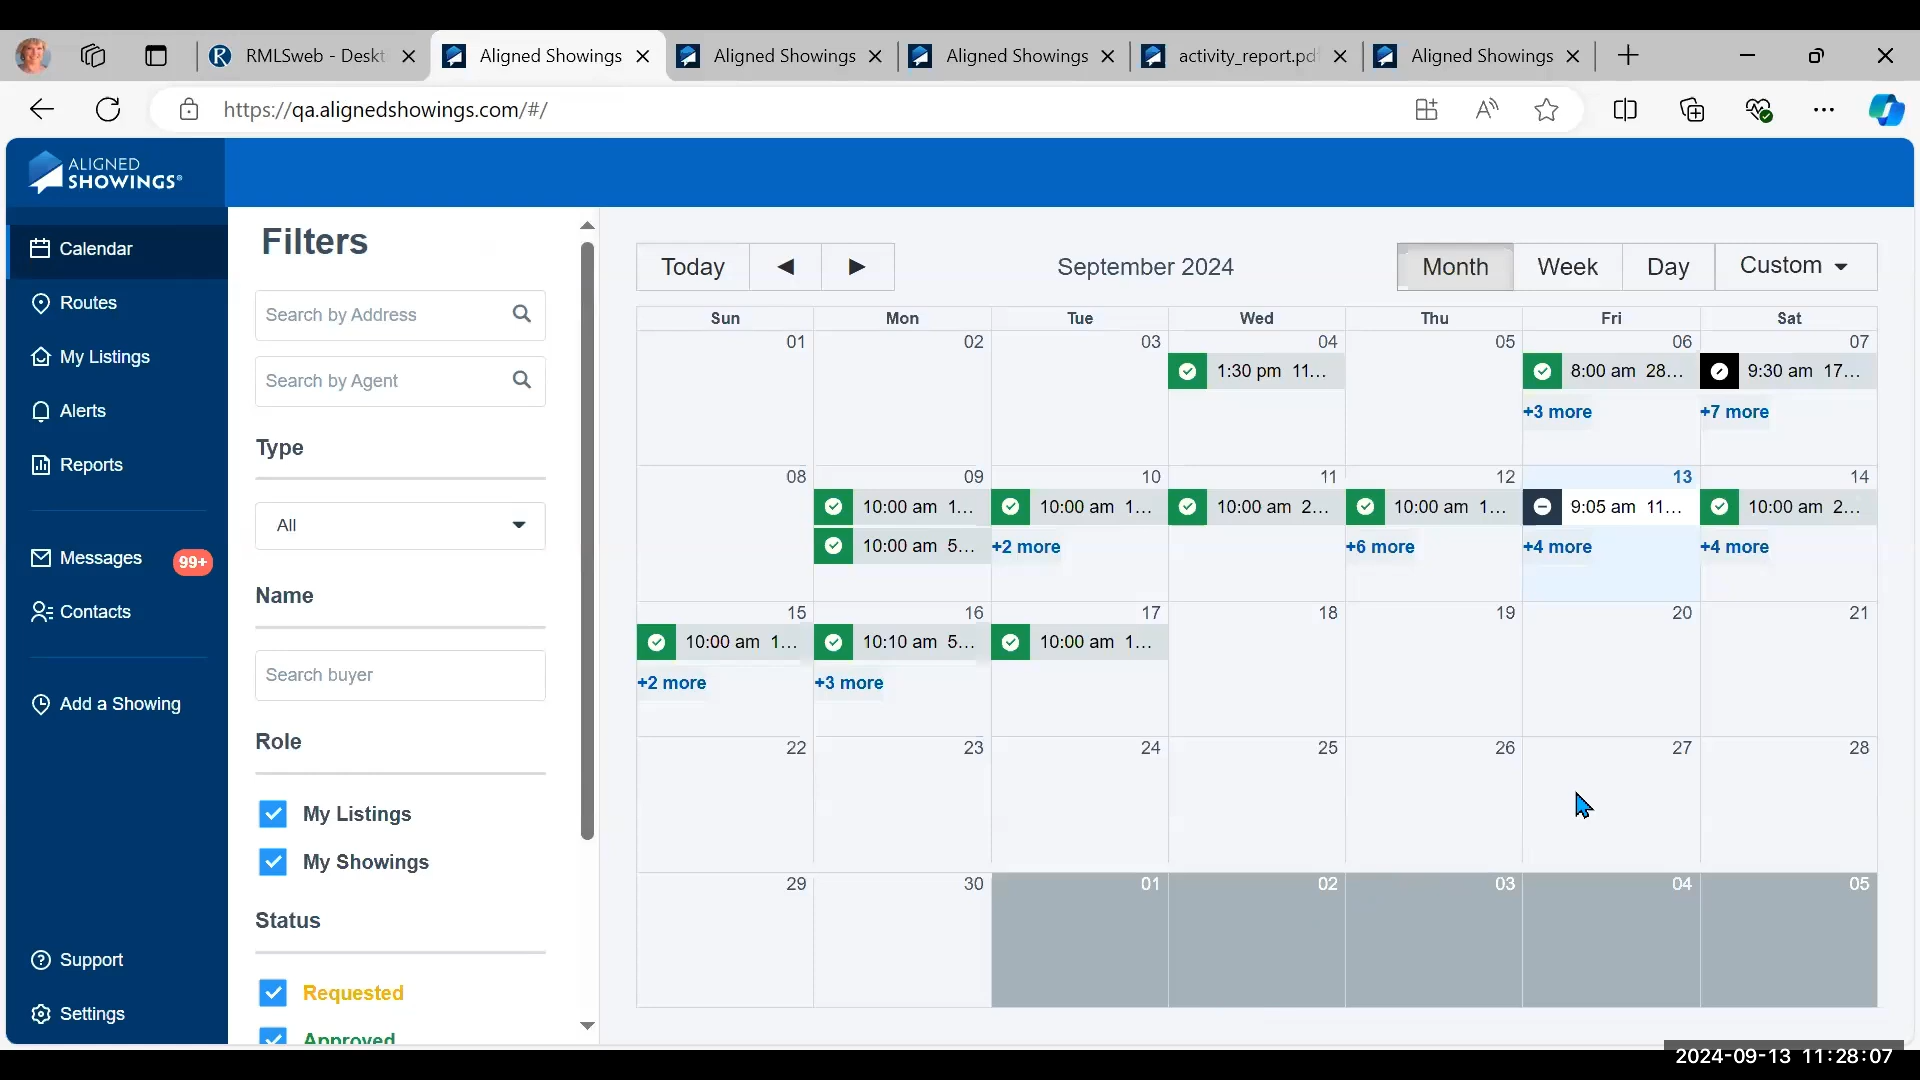 RMLSweb - Deskt
Aligned Showings
Aligned Showings
Aligned Showings
activity_report.pd
Aligned Showings
https://qa.alignedshowings.com/#/
ALIGNED
SHOWINGS®
Calendar
Routes
My Listings
Alerts
Reports
Messages
99+
Contacts
Add a Showing
Support
Settings
Filters
Search by Address
Search by Agent
Type
All
Name
Search buyer
Role
My Listings
My Showings
Status
Requested
Approved
Today
September 2024
Month
Week
Day
Custom
Sun Mon Tue Wed Thu Fri Sat
01 02 03 04 05 06 07
1:30 pm 11... 8:00 am 28... 9:30 am 17...
+3 more +7 more
08 09 10 11 12 13 14
10:00 am 1... 10:00 am 1... 10:00 am 2... 10:00 am 1... 9:05 am 11... 10:00 am 2...
10:00 am 5... +2 more +6 more +4 more +4 more
15 16 17 18 19 20 21
10:00 am 1... 10:10 am 5... 10:00 am 1...
+2 more +3 more
22 23 24 25 26 27 28
29 30 01 02 03 04 05
2024-09-13 11:28:07